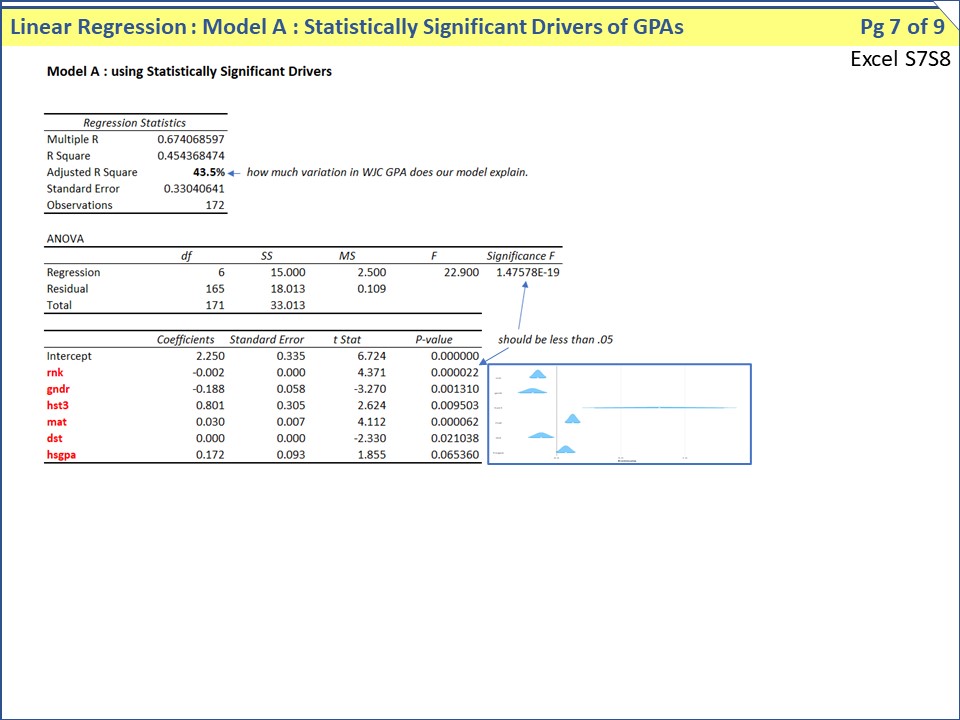 Linear Regression : Model A : Statistically Significant Drivers of GPAs Pg 7 of 9
Excel S7S8
Model A : using Statistically Significant Drivers
Regression Statistics
Multiple R 0.674068597
R Square 0.454368474
Adjusted R Square 43.5% how much variation in WJC GPA does our model explain.
Standard Error 0.33040641
Observations 172
ANOVA
df SS MS F Significance F
Regression 6 15.000 2.500 22.900 1.47578E-19
Residual 165 18.013 0.109
Total 171 33.013
Coefficients Standard Error t Stat P-value should be less than .05
Intercept 2.250 0.335 6.724 0.000000
rnk -0.002 0.000 4.371 0.000022
gndr -0.188 0.058 -3.270 0.001310
hst3 0.801 0.305 2.624 0.009503
mat 0.030 0.007 4.112 0.000062
dst 0.000 0.000 -2.330 0.021038
hsgpa 0.172 0.093 1.855 0.065360